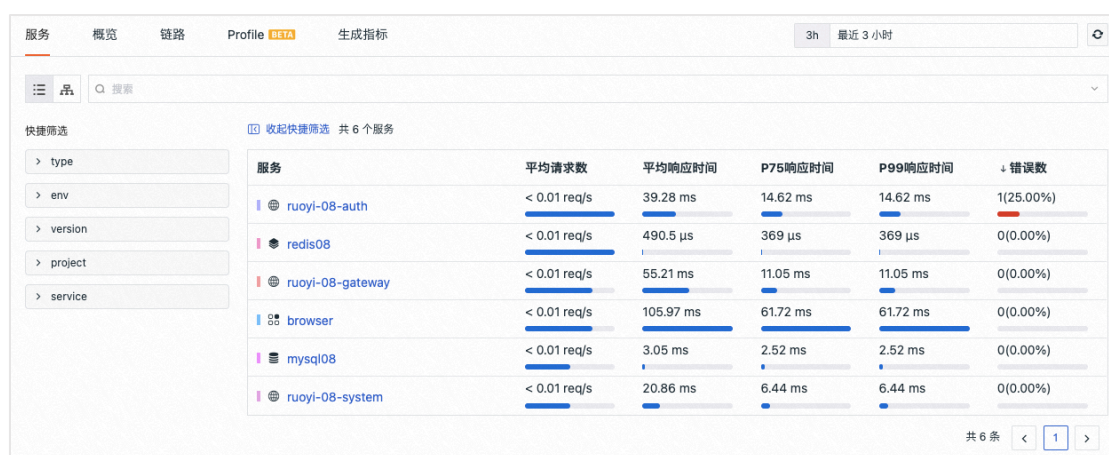 服务 概览 链路 Profile BETA 生成指标 3h 最近 3 小时
搜索
快捷筛选 收起快捷筛选 共 6 个服务
type
env
version
project
service
服务 平均请求数 平均响应时间 P75响应时间 P99响应时间 ↓错误数
ruoyi-08-auth < 0.01 req/s 39.28 ms 14.62 ms 14.62 ms 1(25.00%)
redis08 < 0.01 req/s 490.5 µs 369 µs 369 µs 0(0.00%)
ruoyi-08-gateway < 0.01 req/s 55.21 ms 11.05 ms 11.05 ms 0(0.00%)
browser < 0.01 req/s 105.97 ms 61.72 ms 61.72 ms 0(0.00%)
mysql08 < 0.01 req/s 3.05 ms 2.52 ms 2.52 ms 0(0.00%)
ruoyi-08-system < 0.01 req/s 20.86 ms 6.44 ms 6.44 ms 0(0.00%)
共 6 条 < 1 >